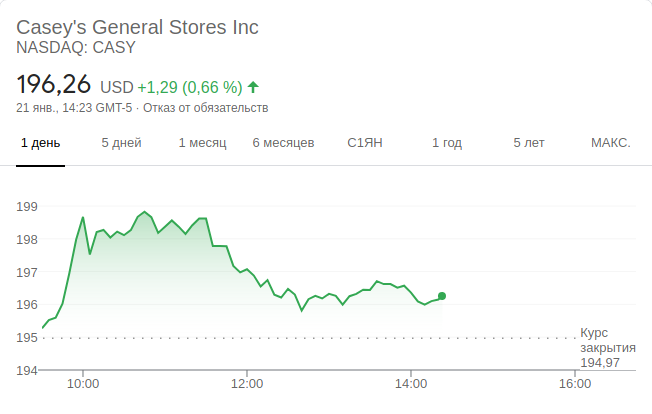 Casey's General Stores Inc
NASDAQ: CASY
196,26 USD +1,29 (0,66 %)
21 янв., 14:23 GMT-5 · Отказ от обязательств
1 день 5 дней 1 месяц 6 месяцев С1ЯН 1 год 5 лет МАКС.
199
198
197
196
195
Курс
закрытия
194,97
194
10:00 12:00 14:00 16:00